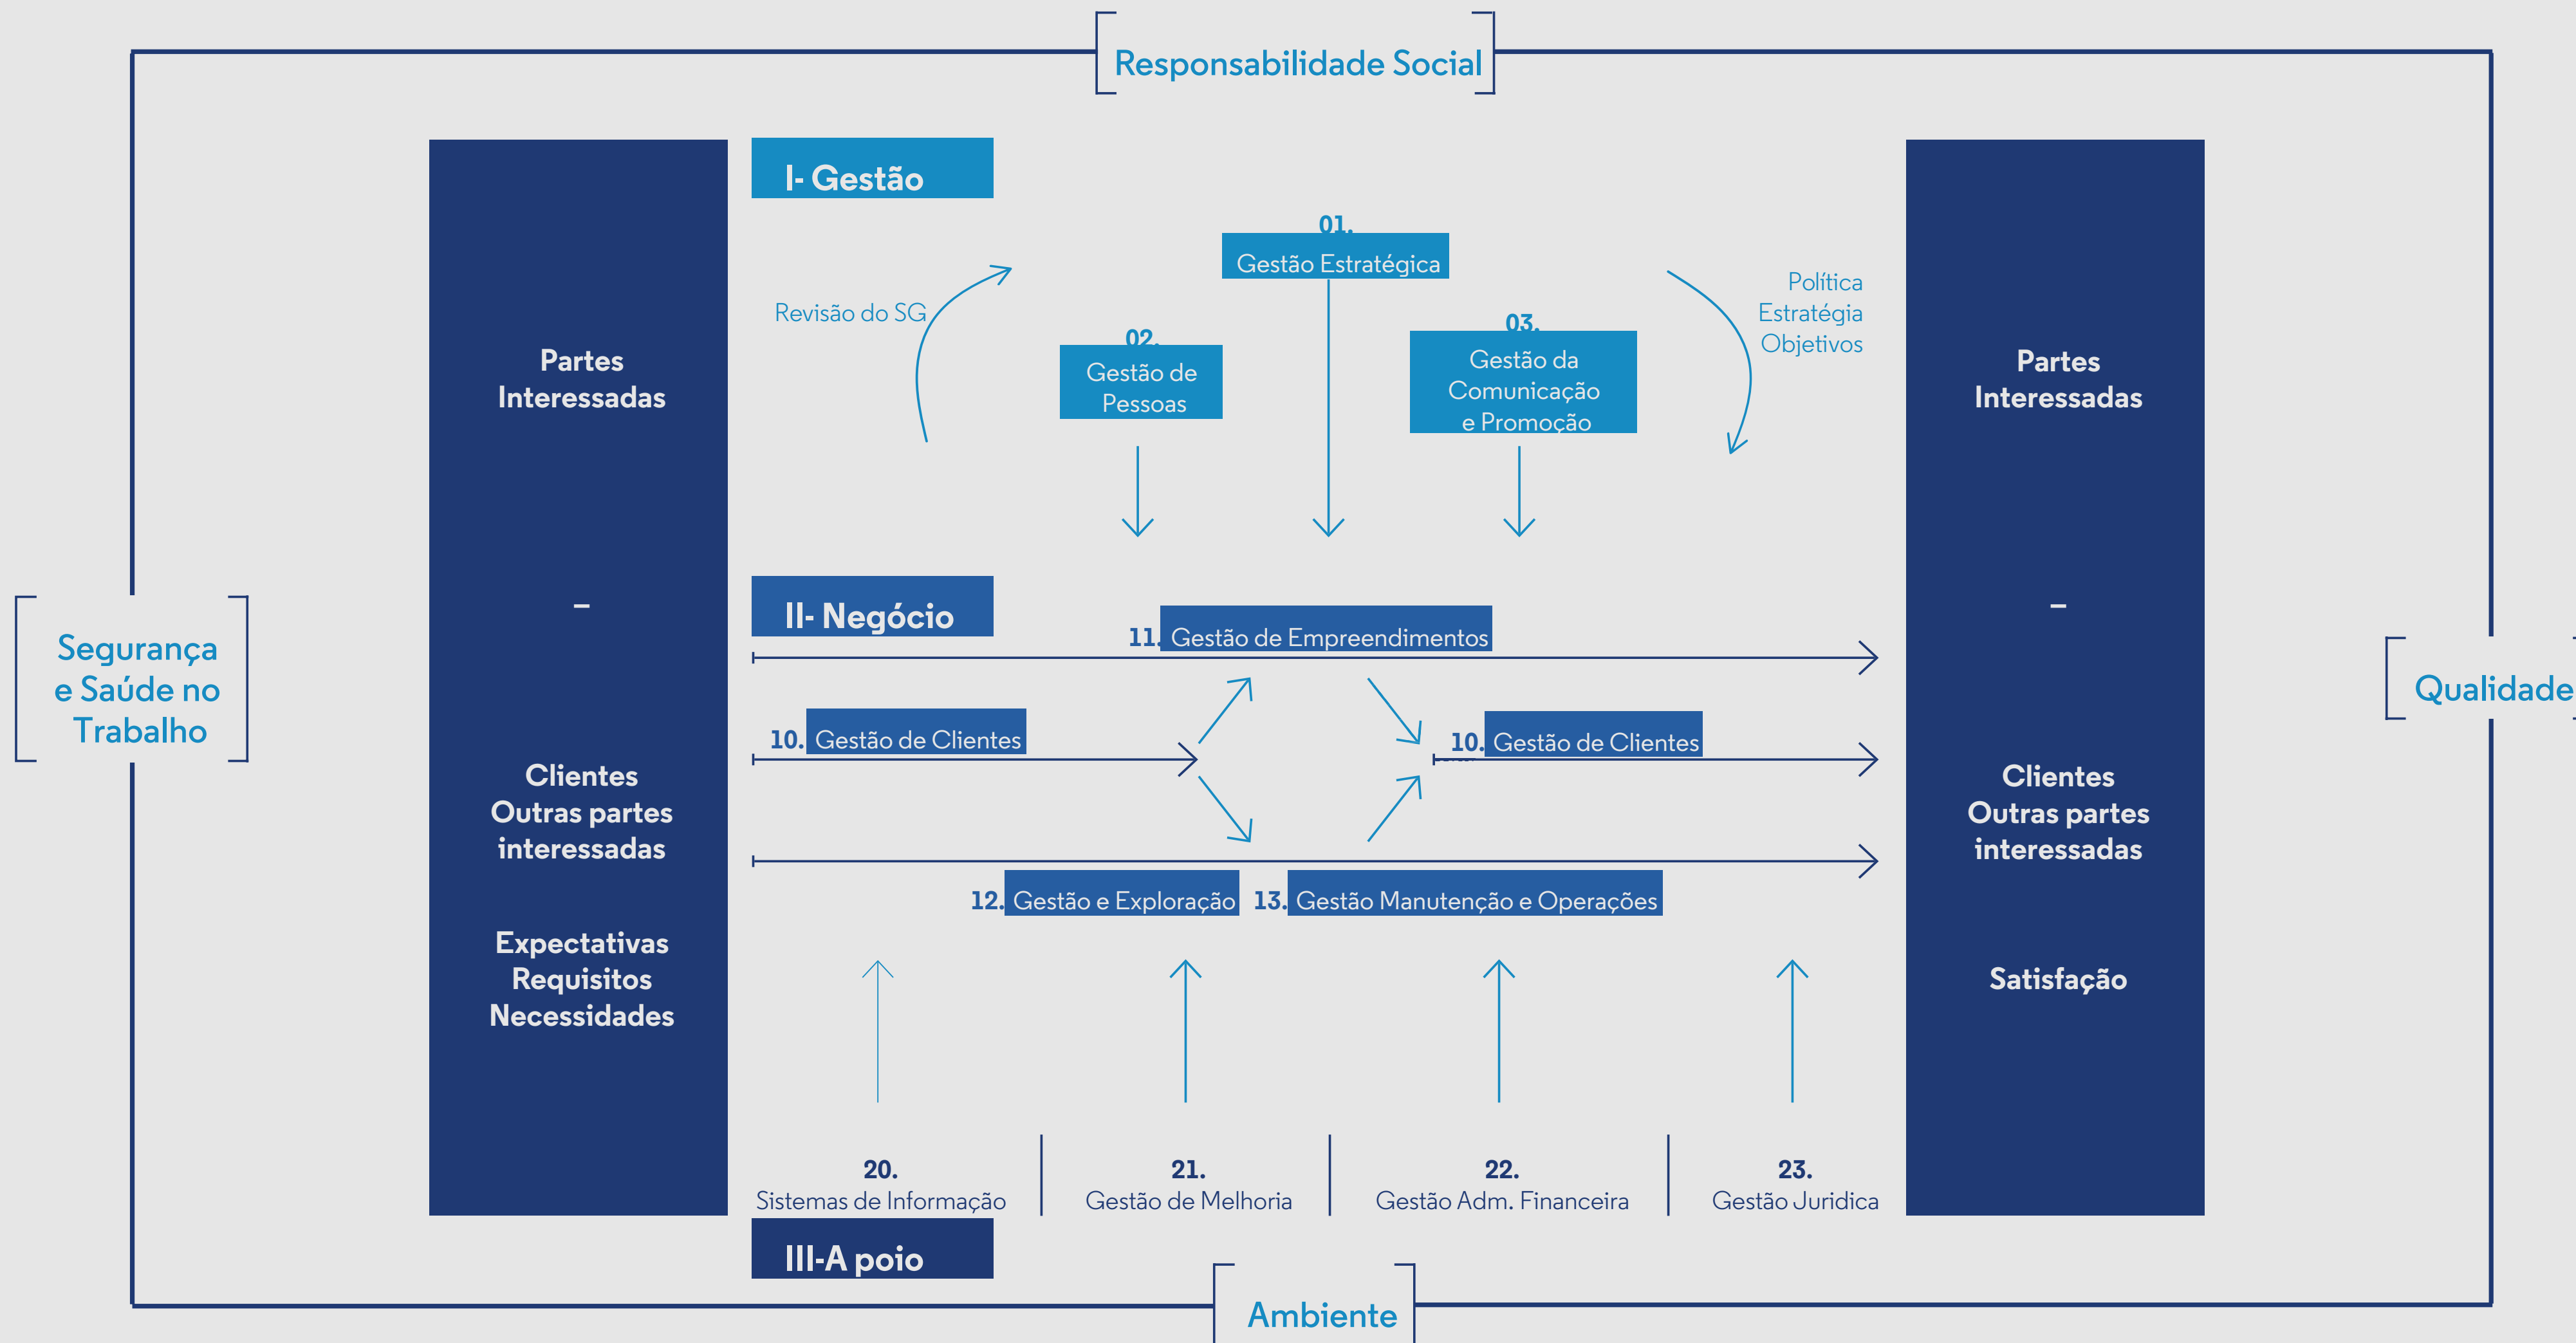 Responsabilidade Social
I- Gestão
01.
Gestão Estratégica
Revisão do SG
Política
Estratégia
Objetivos
02.
Gestão de
Pessoas
03.
Gestão da
Comunicação
e Promoção
Partes
Interessadas
–
Clientes
Outras partes
interessadas
Expectativas
Requisitos
Necessidades
Segurança
e Saúde no
Trabalho
II- Negócio
11. Gestão de Empreendimentos
10. Gestão de Clientes
10. Gestão de Clientes
12. Gestão e Exploração
13. Gestão Manutenção e Operações
Partes
Interessadas
–
Clientes
Outras partes
interessadas
Satisfação
Qualidade
20.
Sistemas de Informação
21.
Gestão de Melhoria
22.
Gestão Adm. Financeira
23.
Gestão Juridica
III-A poio
Ambiente